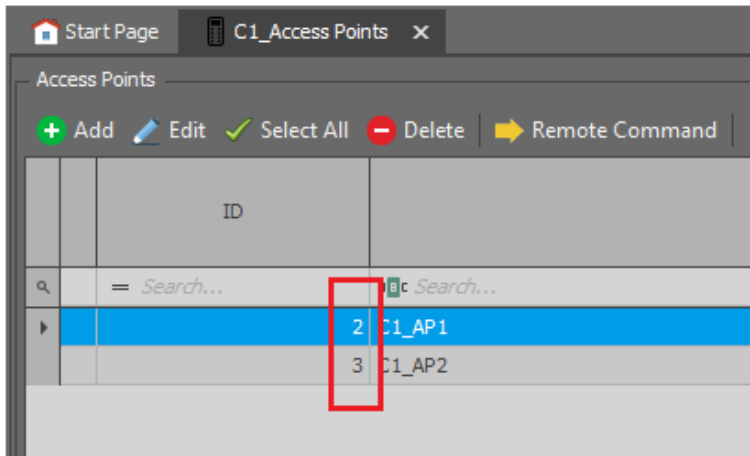 Start Page C1_Access Points
Access Points
Add Edit Select All Delete Remote Command
ID
= Search... Search...
2 C1_AP1
3 C1_AP2